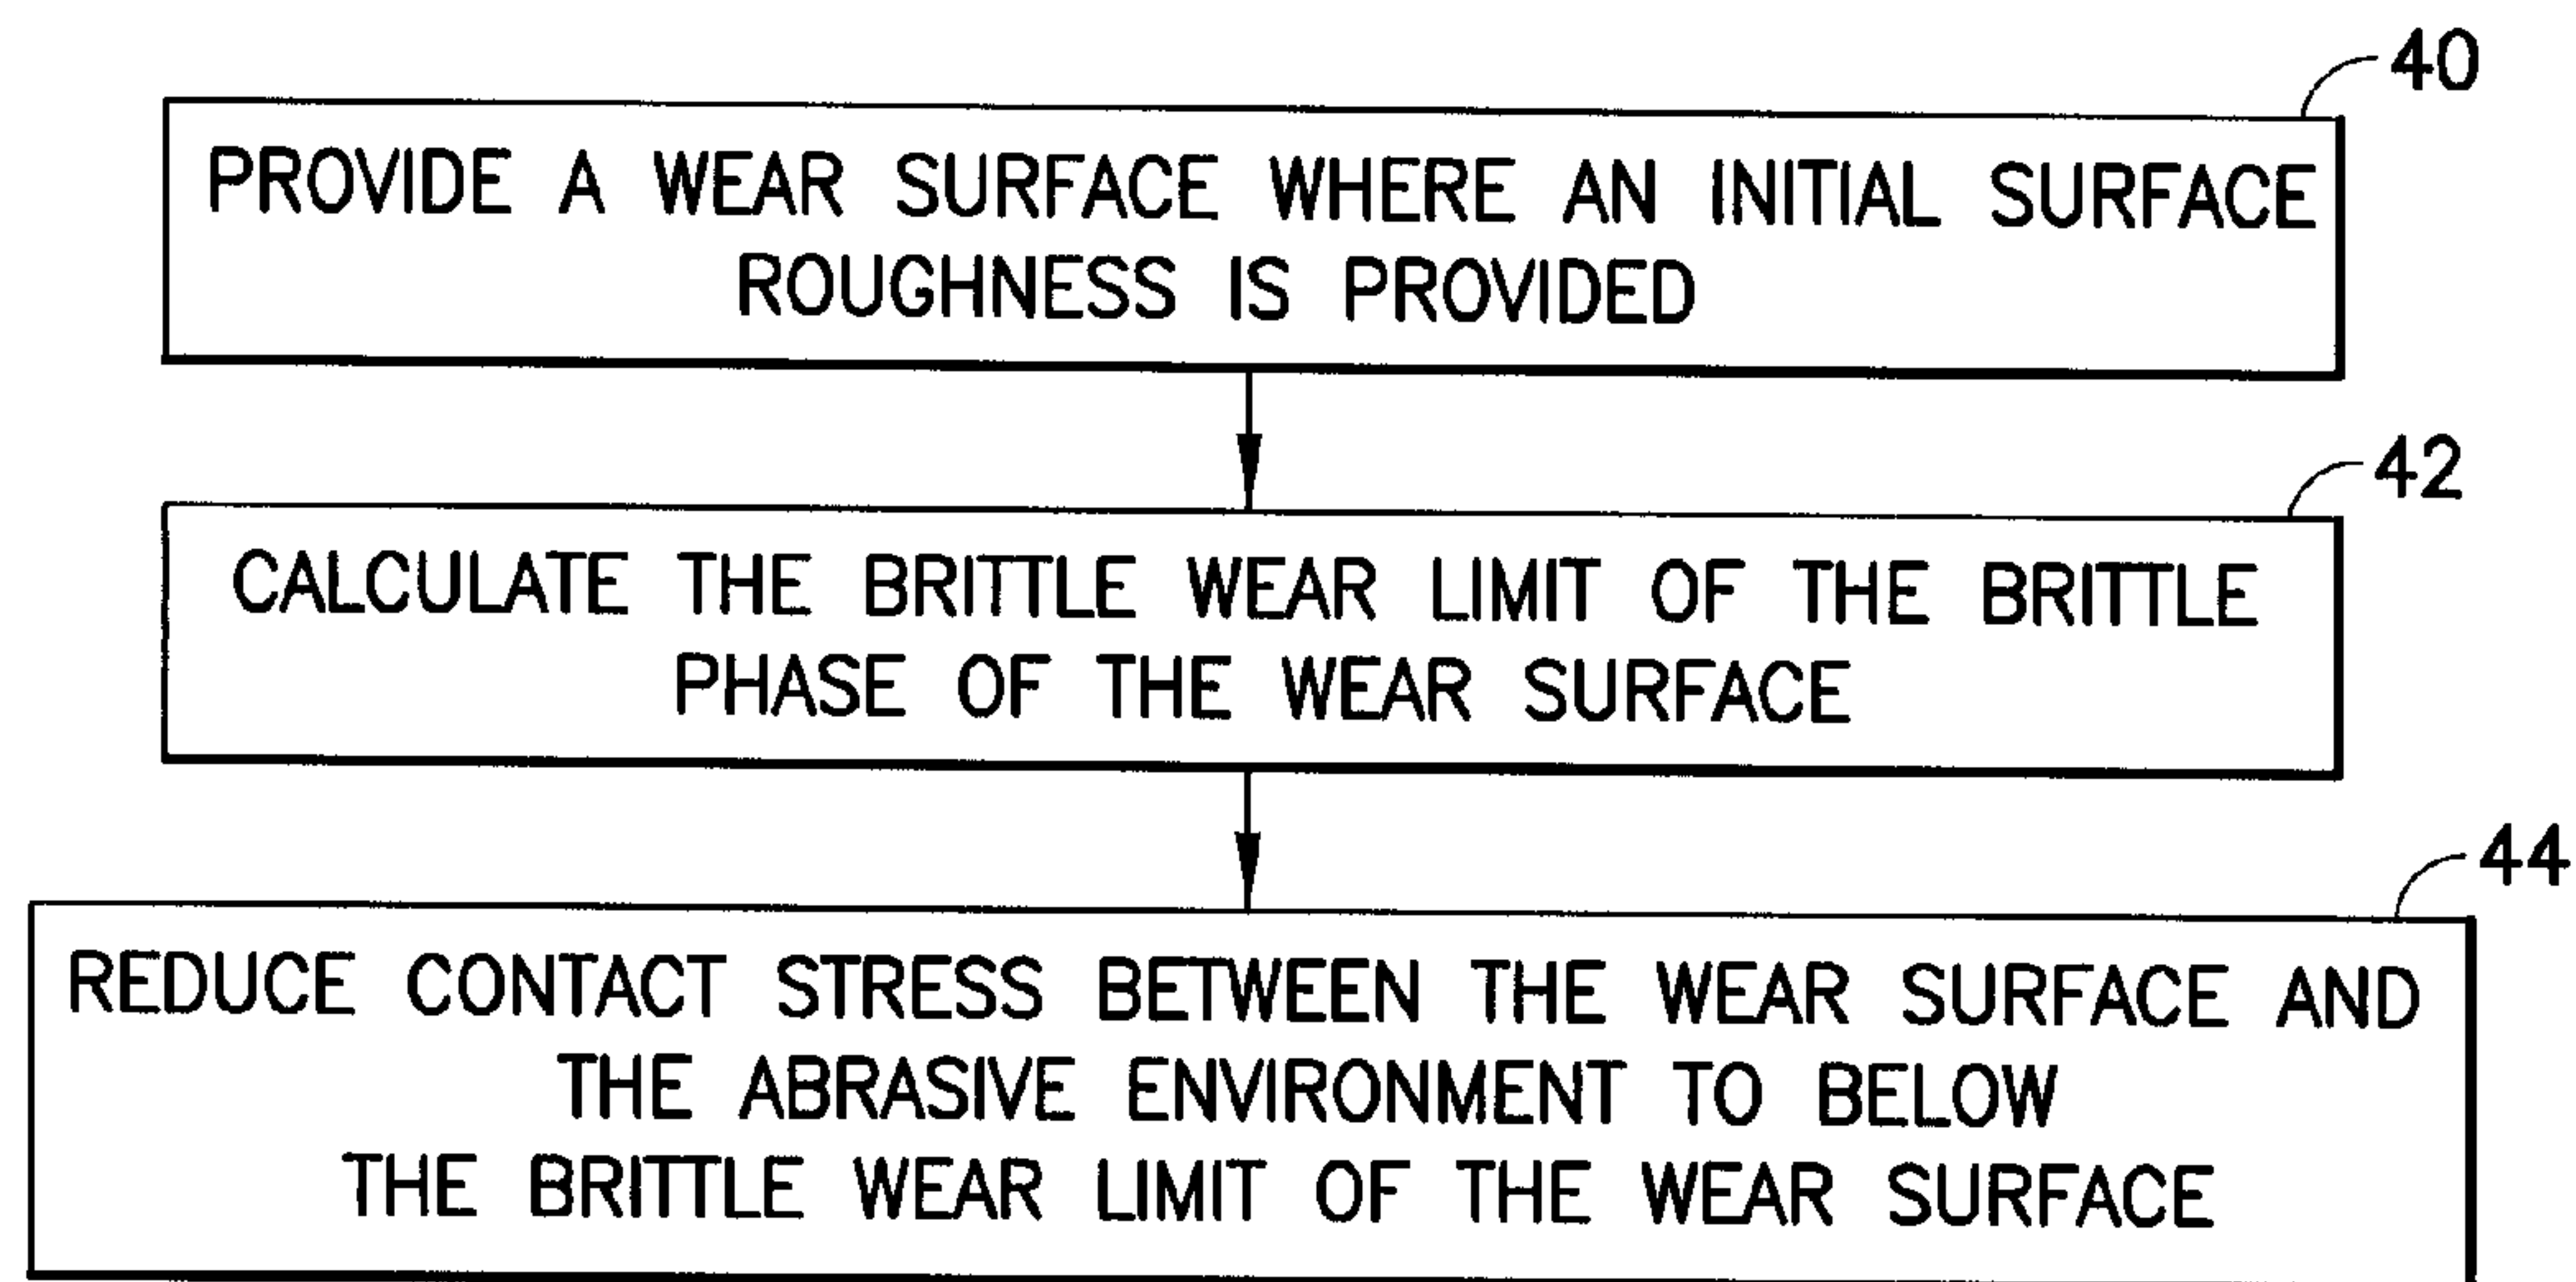 40
PROVIDE A WEAR SURFACE WHERE AN INITIAL SURFACE
ROUGHNESS IS PROVIDED
42
CALCULATE THE BRITTLE WEAR LIMIT OF THE BRITTLE
PHASE OF THE WEAR SURFACE
44
REDUCE CONTACT STRESS BETWEEN THE WEAR SURFACE AND
THE ABRASIVE ENVIRONMENT TO BELOW
THE BRITTLE WEAR LIMIT OF THE WEAR SURFACE